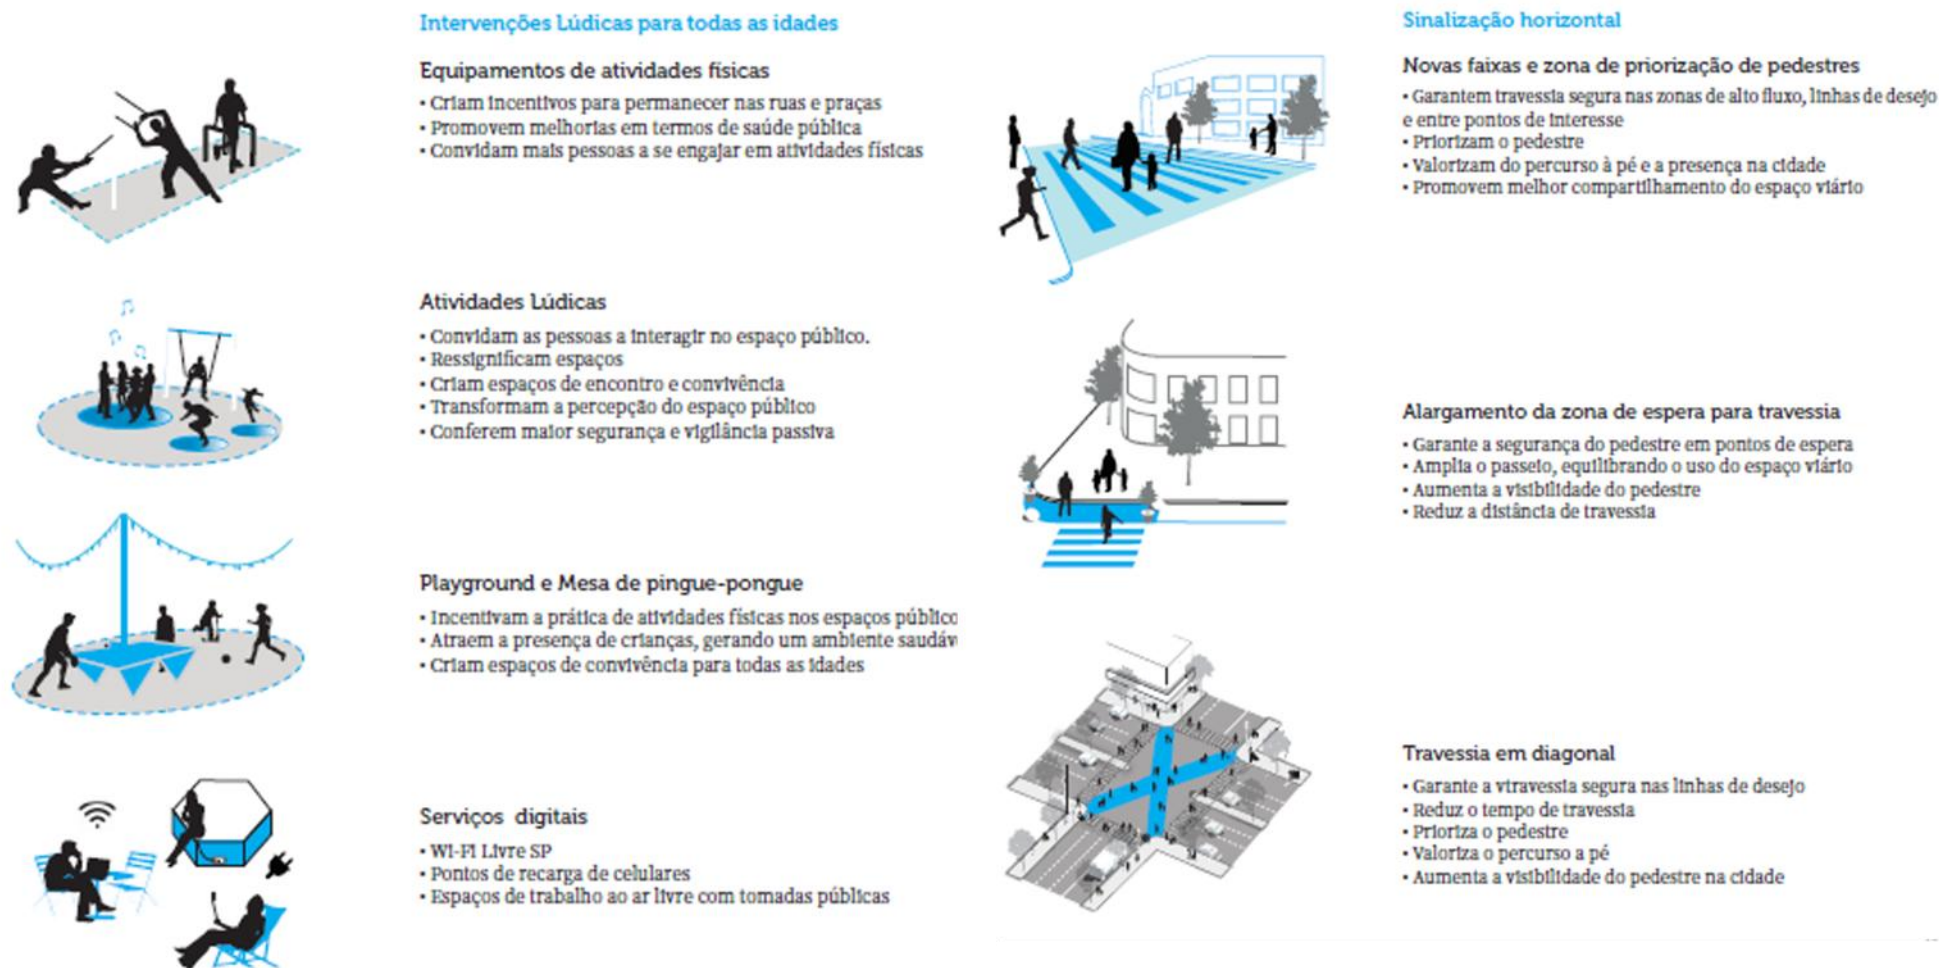 Intervenções Lúdicas para todas as idades
Equipamentos de atividades físicas
• Criam incentivos para permanecer nas ruas e praças
• Promovem melhorias em termos de saúde pública
• Convidam mais pessoas a se engajar em atividades físicas
Atividades Lúdicas
• Convidam as pessoas a interagir no espaço público.
• Ressignificam espaços
• Criam espaços de encontro e convivência
• Transformam a percepção do espaço público
• Conferem maior segurança e vigilância passiva
Playground e Mesa de pingue-pongue
• Incentivam a prática de atividades físicas nos espaços público
• Atraem a presença de crianças, gerando um ambiente saudáv
• Criam espaços de convivência para todas as idades
Serviços digitais
• Wi-Fi Livre SP
• Pontos de recarga de celulares
• Espaços de trabalho ao ar livre com tomadas públicas
Sinalização horizontal
Novas faixas e zona de priorização de pedestres
• Garantem travessia segura nas zonas de alto fluxo, linhas de desejo
e entre pontos de interesse
• Priorizam o pedestre
• Valorizam do percurso à pé e a presença na cidade
• Promovem melhor compartilhamento do espaço viário
Alargamento da zona de espera para travessia
• Garante a segurança do pedestre em pontos de espera
• Amplia o passeio, equilibrando o uso do espaço viário
• Aumenta a visibilidade do pedestre
• Reduz a distância de travessia
Travessia em diagonal
• Garante a vtravessia segura nas linhas de desejo
• Reduz o tempo de travessia
• Prioriza o pedestre
• Valoriza o percurso a pé
• Aumenta a visibilidade do pedestre na cidade